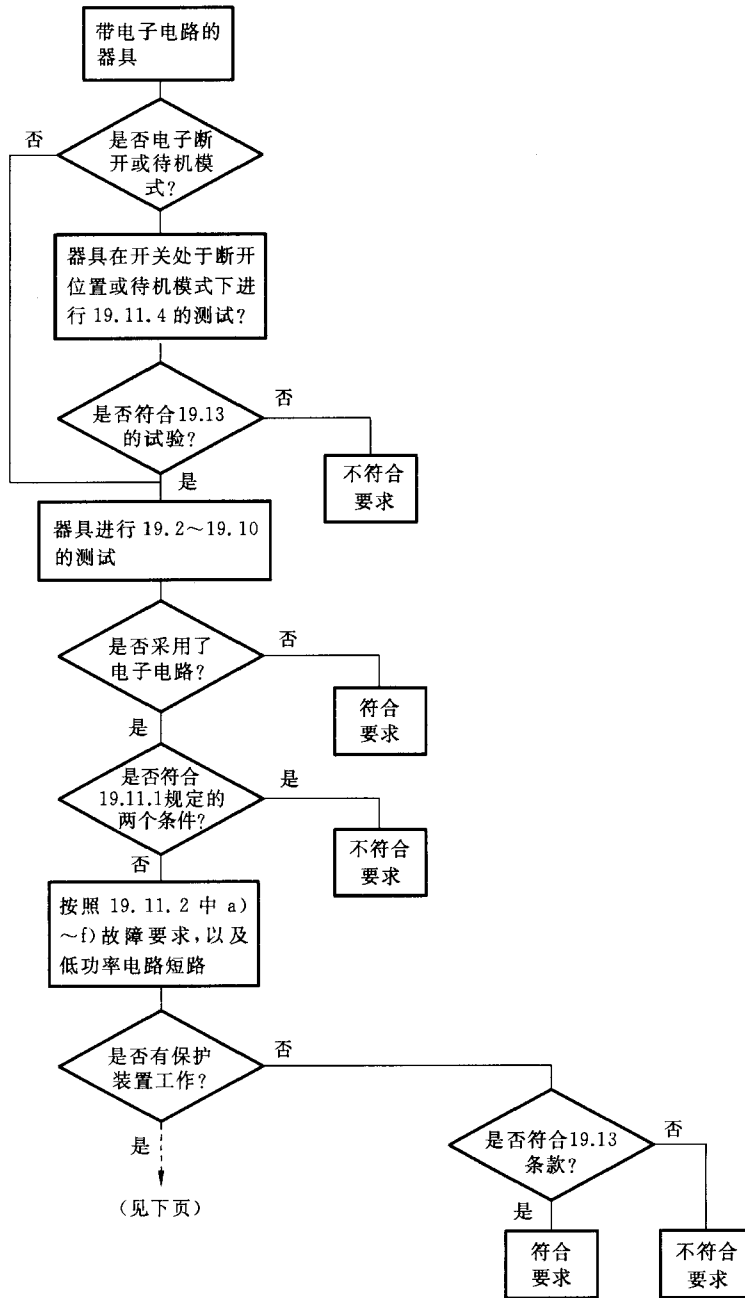 带电子电路的
器具
否
是否电子断
开或待机模
式?
器具在开关处于断开
位置或待机模式下进
行 19.11.4 的测试?
是否符合19.13
的试验?
否
不符合
要求
是
器具进行 19.2～19.10
的测试
是否采用了
电子电路?
否
符合
要求
是
是否符合
19.11.1规定的
两个条件?
是
不符合
要求
否
按照 19.11.2 中 a)
～f)故障要求,以及
低功率电路短路
是否有保护
装置工作?
否
是
(见下页)
是否符合19.13
条款?
否
是
符合
要求
不符合
要求